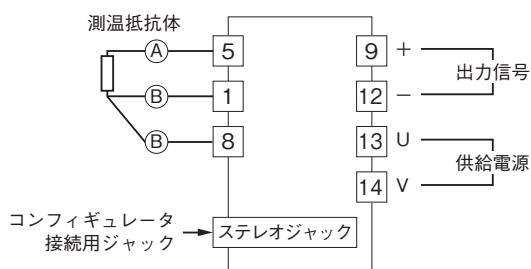 測温抵抗体
A 5
B 1
B 8
9 +
12 −
出力信号
13 U
14 V
供給電源
コンフィギュレータ
接続用ジャック
ステレオジャック